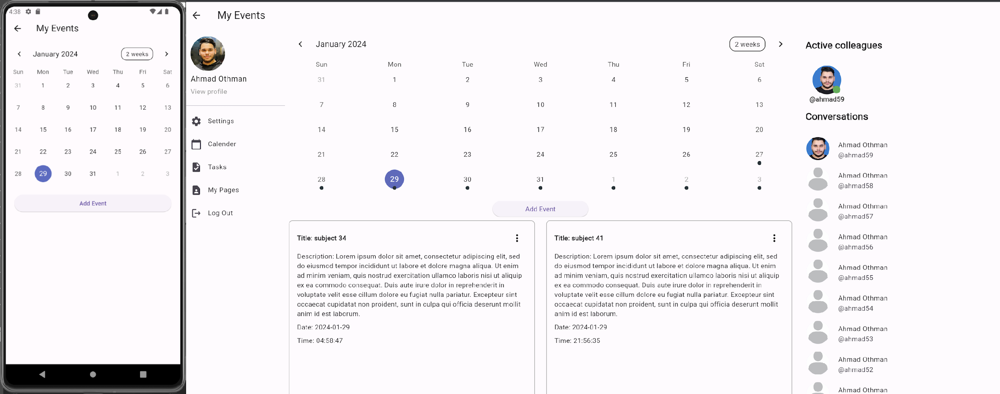 4:38
My Events
January 2024
2 weeks
Sun Mon Tue Wed Thu Fri Sat
31 1 2 3 4 5 6
7 8 9 10 11 12 13
14 15 16 17 18 19 20
21 22 23 24 25 26 27
28 29 30 31 1 2 3
Add Event
My Events
Ahmad Othman
View profile
Settings
Calender
Tasks
My Pages
Log Out
January 2024
2 weeks
Sun Mon Tue Wed Thu Fri Sat
31 1 2 3 4 5 6
7 8 9 10 11 12 13
14 15 16 17 18 19 20
21 22 23 24 25 26 27
28 29 30 31 1 2 3
Add Event
Title: subject 34
Description: Lorem ipsum dolor sit amet, consectetur adipiscing elit, sed
do eiusmod tempor incididunt ut labore et dolore magna aliqua. Ut enim
ad minim veniam, quis nostrud exercitation ullamco laboris nisi ut aliquip
ex ea commodo consequat. Duis aute irure dolor in reprehenderit in
voluptate velit esse cillum dolore eu fugiat nulla pariatur. Excepteur sint
occaecat cupidatat non proident, sunt in culpa qui officia deserunt mollit
anim id est laborum.
Date: 2024-01-29
Time: 04:58:47
Title: subject 41
Description: Lorem ipsum dolor sit amet, consectetur adipiscing elit, sed
do eiusmod tempor incididunt ut labore et dolore magna aliqua. Ut enim
ad minim veniam, quis nostrud exercitation ullamco laboris nisi ut aliquip
ex ea commodo consequat. Duis aute irure dolor in reprehenderit in
voluptate velit esse cillum dolore eu fugiat nulla pariatur. Excepteur sint
occaecat cupidatat non proident, sunt in culpa qui officia deserunt mollit
anim id est laborum.
Date: 2024-01-29
Time: 21:56:35
Active colleagues
@ahmad59
Conversations
Ahmad Othman
@ahmad59
Ahmad Othman
@ahmad58
Ahmad Othman
@ahmad57
Ahmad Othman
@ahmad56
Ahmad Othman
@ahmad55
Ahmad Othman
@ahmad54
Ahmad Othman
@ahmad53
Ahmad Othman
@ahmad52
Ahmad Othman